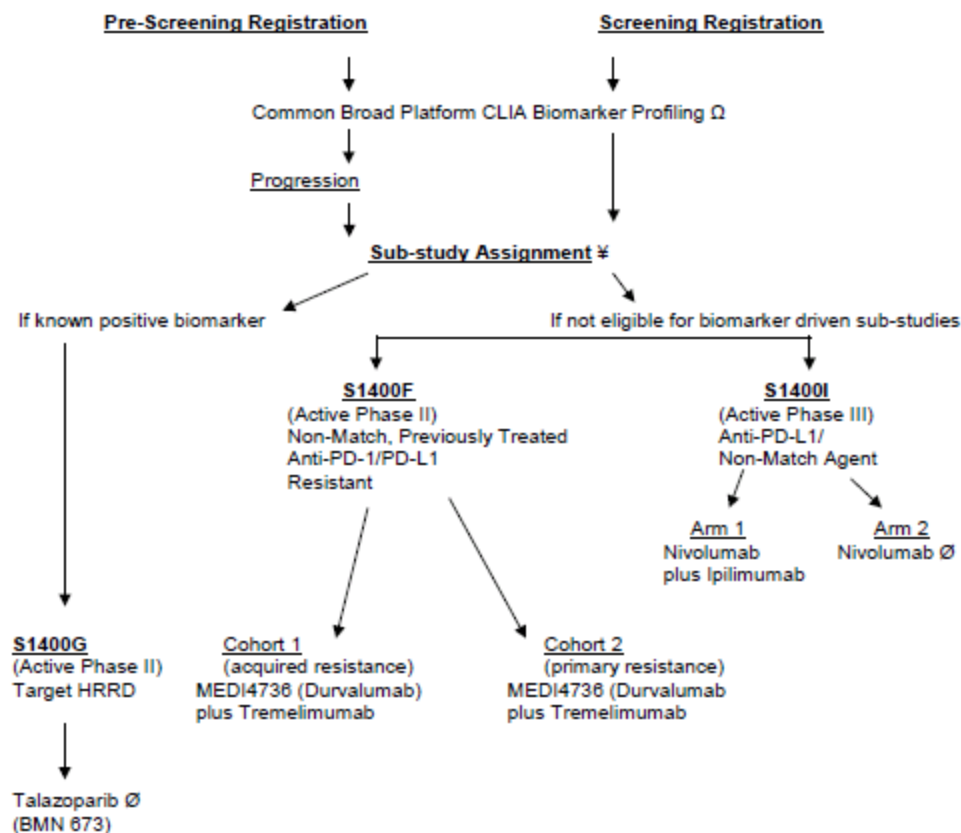 Pre-Screening Registration
Screening Registration
Common Broad Platform CLIA Biomarker Profiling Ω
Progression
Sub-study Assignment ¥
If known positive biomarker
If not eligible for biomarker driven sub-studies
S1400F
(Active Phase II)
Non-Match, Previously Treated
Anti-PD-1/PD-L1
Resistant
S1400I
(Active Phase III)
Anti-PD-L1/
Non-Match Agent
Arm 1
Nivolumab
plus Ipilimumab
Arm 2
Nivolumab Ø
S1400G
(Active Phase II)
Target HRRD
Cohort 1
(acquired resistance)
MEDI4736 (Durvalumab)
plus Tremelimumab
Cohort 2
(primary resistance)
MEDI4736 (Durvalumab
plus Tremelimumab
Talazoparib Ø
(BMN 673)